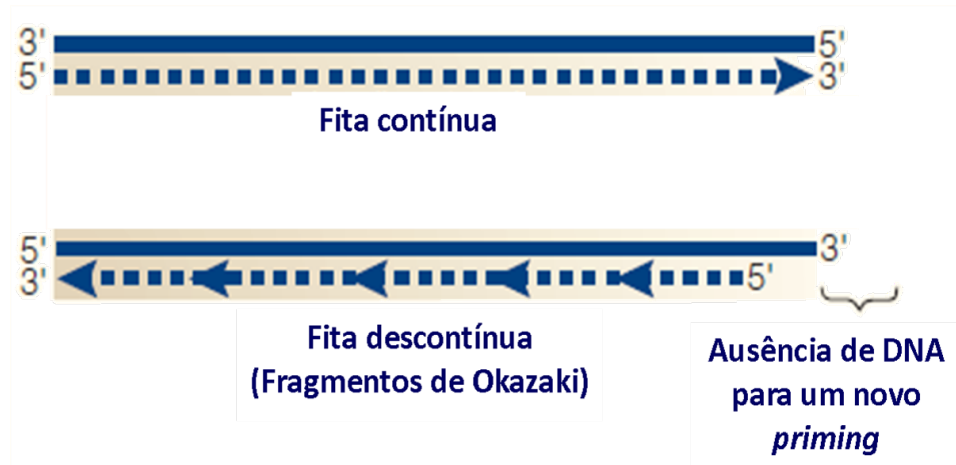 3' 5'
5' 3'
Fita contínua
5' 3'
3' 5'
Fita descontínua
(Fragmentos de Okazaki)
Ausência de DNA
para um novo
priming